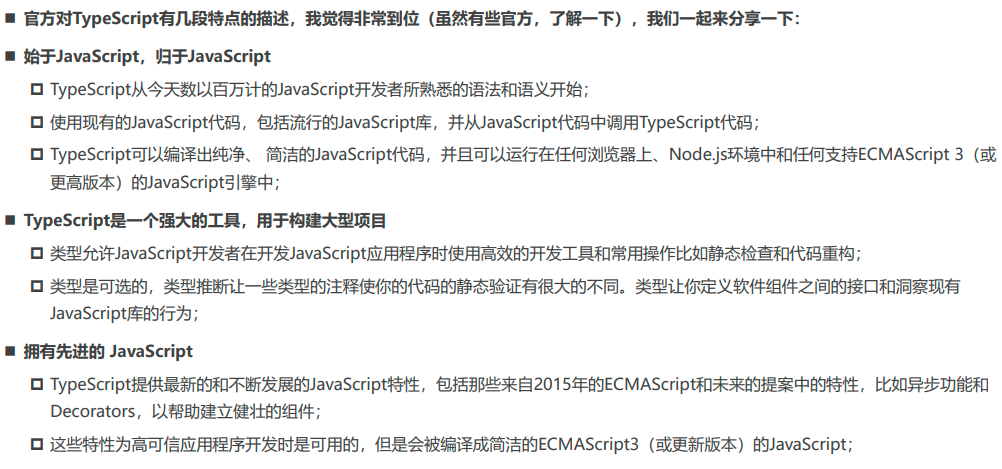 官方对TypeScript有几段特点的描述，我觉得非常到位（虽然有些官方，了解一下），我们一起来分享一下：
始于JavaScript，归于JavaScript
TypeScript从今天数以百万计的JavaScript开发者所熟悉的语法和语义开始；
使用现有的JavaScript代码，包括流行的JavaScript库，并从JavaScript代码中调用TypeScript代码；
TypeScript可以编译出纯净、 简洁的JavaScript代码，并且可以运行在任何浏览器上、Node.js环境中和任何支持ECMAScript 3（或
更高版本）的JavaScript引擎中；
TypeScript是一个强大的工具，用于构建大型项目
类型允许JavaScript开发者在开发JavaScript应用程序时使用高效的开发工具和常用操作比如静态检查和代码重构；
类型是可选的，类型推断让一些类型的注释使你的代码的静态验证有很大的不同。类型让你定义软件组件之间的接口和洞察现有
JavaScript库的行为；
拥有先进的 JavaScript
TypeScript提供最新的和不断发展的JavaScript特性，包括那些来自2015年的ECMAScript和未来的提案中的特性，比如异步功能和
Decorators，以帮助建立健壮的组件；
这些特性为高可信应用程序开发时是可用的，但是会被编译成简洁的ECMAScript3（或更新版本）的JavaScript；